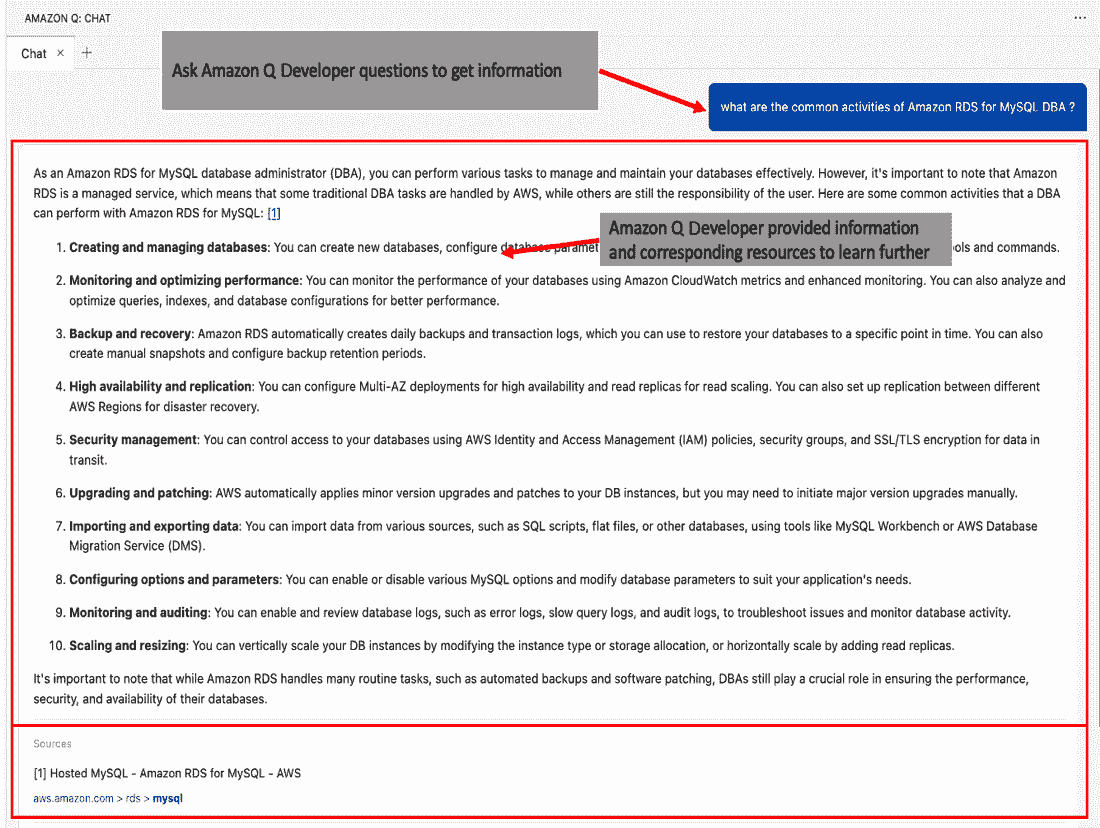 AMAZON Q: CHAT
...
Chat × +
Ask Amazon Q Developer questions to get information
what are the common activities of Amazon RDS for MySQL DBA ?
As an Amazon RDS for MySQL database administrator (DBA), you can perform various tasks to manage and maintain your databases effectively. However, it's important to note that Amazon
RDS is a managed service, which means that some traditional DBA tasks are handled by AWS, while others are still the responsibility of the user. Here are some common activities that a DBA
can perform with Amazon RDS for MySQL: [1]
Amazon Q Developer provided information
and corresponding resources to learn further
1. Creating and managing databases: You can create new databases, configure database and commands.
2. Monitoring and optimizing performance: You can monitor the performance of your databases using Amazon CloudWatch metrics and enhanced monitoring. You can also analyze and
optimize queries, indexes, and database configurations for better performance.
3. Backup and recovery: Amazon RDS automatically creates daily backups and transaction logs, which you can use to restore your databases to a specific point in time. You can also
create manual snapshots and configure backup retention periods.
4. High availability and replication: You can configure Multi-AZ deployments for high availability and read replicas for read scaling. You can also set up replication between different
AWS Regions for disaster recovery.
5. Security management: You can control access to your databases using AWS Identity and Access Management (IAM) policies, security groups, and SSL/TLS encryption for data in
transit.
6. Upgrading and patching: AWS automatically applies minor version upgrades and patches to your DB instances, but you may need to initiate major version upgrades manually.
7. Importing and exporting data: You can import data from various sources, such as SQL scripts, flat files, or other databases, using tools like MySQL Workbench or AWS Database
Migration Service (DMS).
8. Configuring options and parameters: You can enable or disable various MySQL options and modify database parameters to suit your application's needs.
9. Monitoring and auditing: You can enable and review database logs, such as error logs, slow query logs, and audit logs, to troubleshoot issues and monitor database activity.
10. Scaling and resizing: You can vertically scale your DB instances by modifying the instance type or storage allocation, or horizontally scale by adding read replicas.
It's important to note that while Amazon RDS handles many routine tasks, such as automated backups and software patching, DBAs still play a crucial role in ensuring the performance,
security, and availability of their databases.
Sources
[1] Hosted MySQL - Amazon RDS for MySQL - AWS
aws.amazon.com > rds > mysql